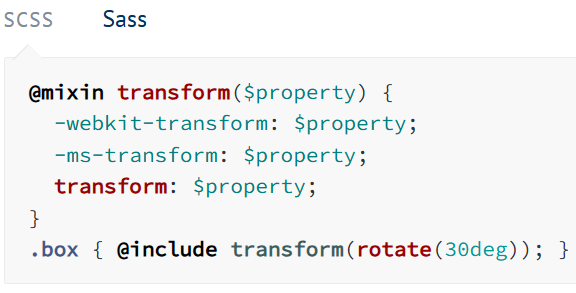 SCSS Sass
@mixin transform($property) {
  -webkit-transform: $property;
  -ms-transform: $property;
  transform: $property;
}
.box { @include transform(rotate(30deg)); }